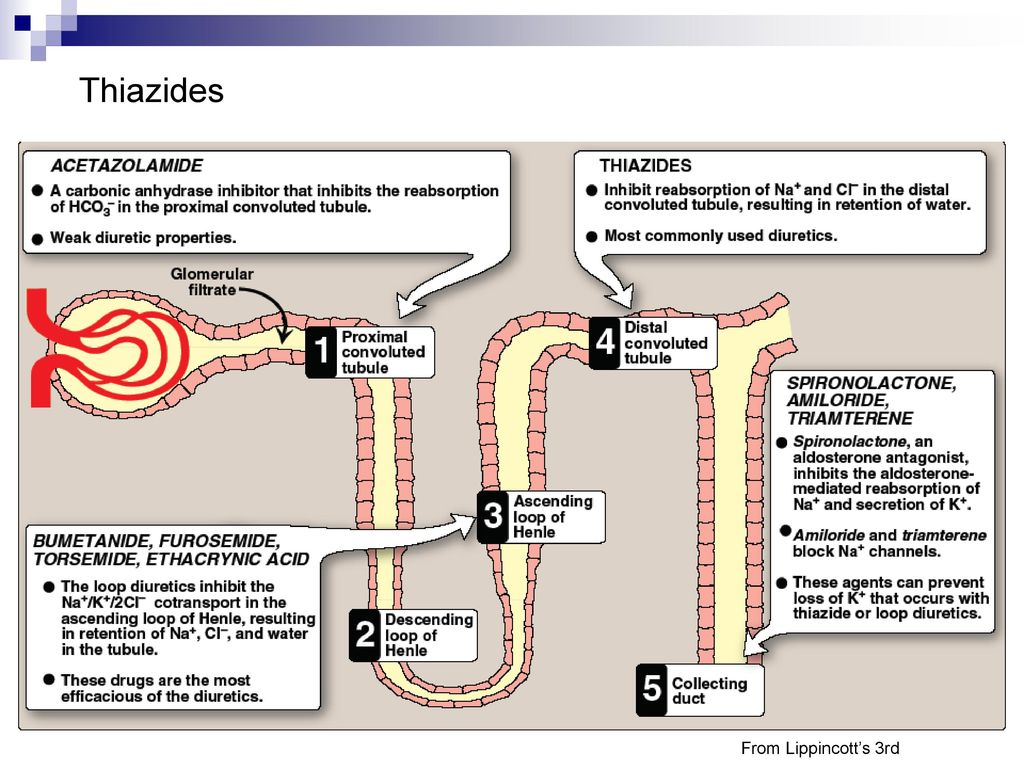 Thiazides
ACETAZOLAMIDE
● A carbonic anhydrase inhibitor that inhibits the reabsorption
of HCO₃⁻ in the proximal convoluted tubule.
● Weak diuretic properties.
THIAZIDES
● Inhibit reabsorption of Na⁺ and Cl⁻ in the distal
convoluted tubule, resulting in retention of water.
● Most commonly used diuretics.
Glomerular
filtrate
1 Proximal
convoluted
tubule
4 Distal
convoluted
tubule
SPIRONOLACTONE,
AMILORIDE,
TRIAMTERENE
● Spironolactone, an
aldosterone antagonist,
inhibits the aldosterone-
mediated reabsorption of
Na⁺ and secretion of K⁺.
● Amiloride and triamterene
block Na⁺ channels.
● These agents can prevent
loss of K⁺ that occurs with
thiazide or loop diuretics.
3 Ascending
loop of
Henle
BUMETANIDE, FUROSEMIDE,
TORSEMIDE, ETHACRYNIC ACID
● The loop diuretics inhibit the
Na⁺/K⁺/2Cl⁻ cotransport in the
ascending loop of Henle, resulting
in retention of Na⁺, Cl⁻, and water
in the tubule.
● These drugs are the most
efficacious of the diuretics.
2 Descending
loop of
Henle
5 Collecting
duct
From Lippincott’s 3rd